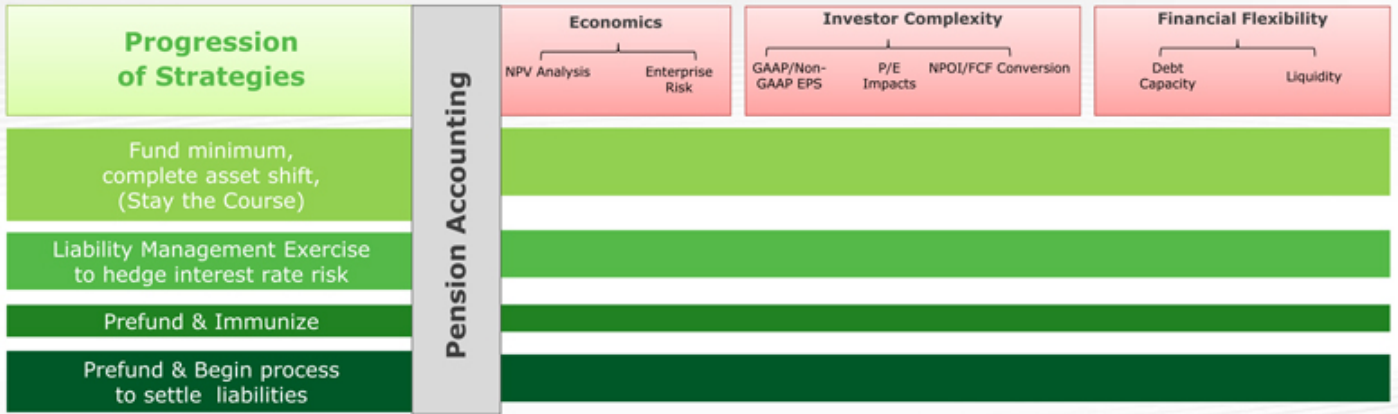 Progression
of Strategies
Pension Accounting
Economics
NPV Analysis
Enterprise
Risk
Investor Complexity
GAAP/Non-
GAAP EPS
P/E
Impacts
NPOI/FCF Conversion
Financial Flexibility
Debt
Capacity
Liquidity
Fund minimum,
complete asset shift,
(Stay the Course)
Liability Management Exercise
to hedge interest rate risk
Prefund & Immunize
Prefund & Begin process
to settle liabilities